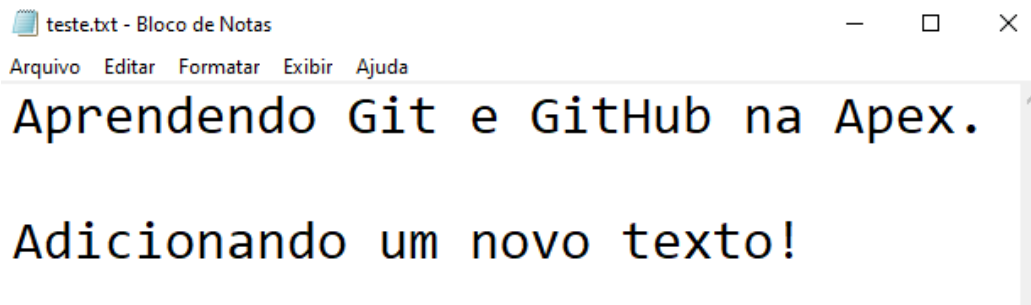 teste.txt - Bloco de Notas
Arquivo Editar Formatar Exibir Ajuda
Aprendendo Git e GitHub na Apex.
Adicionando um novo texto!